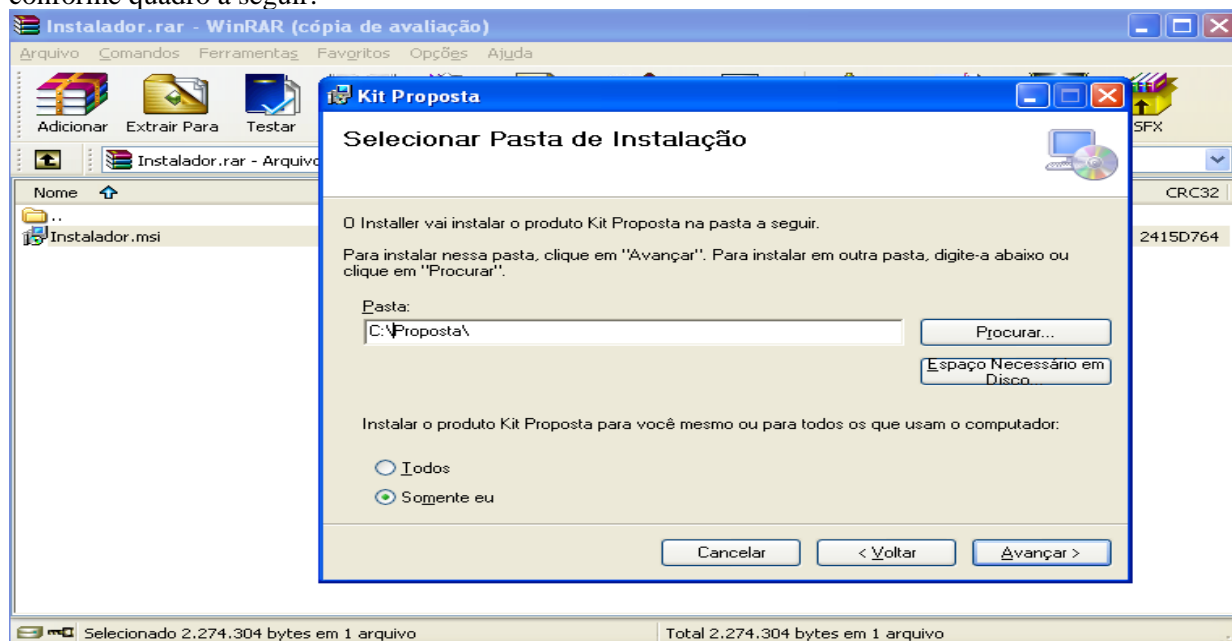 conforme quadro a seguir:
Instalador.rar - WinRAR (cópia de avaliação)
Arquivo Comandos Ferramentas Favoritos Opções Ajuda
Adicionar Extrair Para Testar SFX
Instalador.rar - Arquivo
Nome CRC32
..
Instalador.msi 2415D764
Kit Proposta
Selecionar Pasta de Instalação
O Installer vai instalar o produto Kit Proposta na pasta a seguir.
Para instalar nessa pasta, clique em "Avançar". Para instalar em outra pasta, digite-a abaixo ou
clique em "Procurar".
Pasta:
C:\Proposta\
Procurar...
Espaço Necessário em
Disco...
Instalar o produto Kit Proposta para você mesmo ou para todos os que usam o computador:
Todos
Somente eu
Cancelar < Voltar Avançar >
Selecionado 2.274.304 bytes em 1 arquivo Total 2.274.304 bytes em 1 arquivo